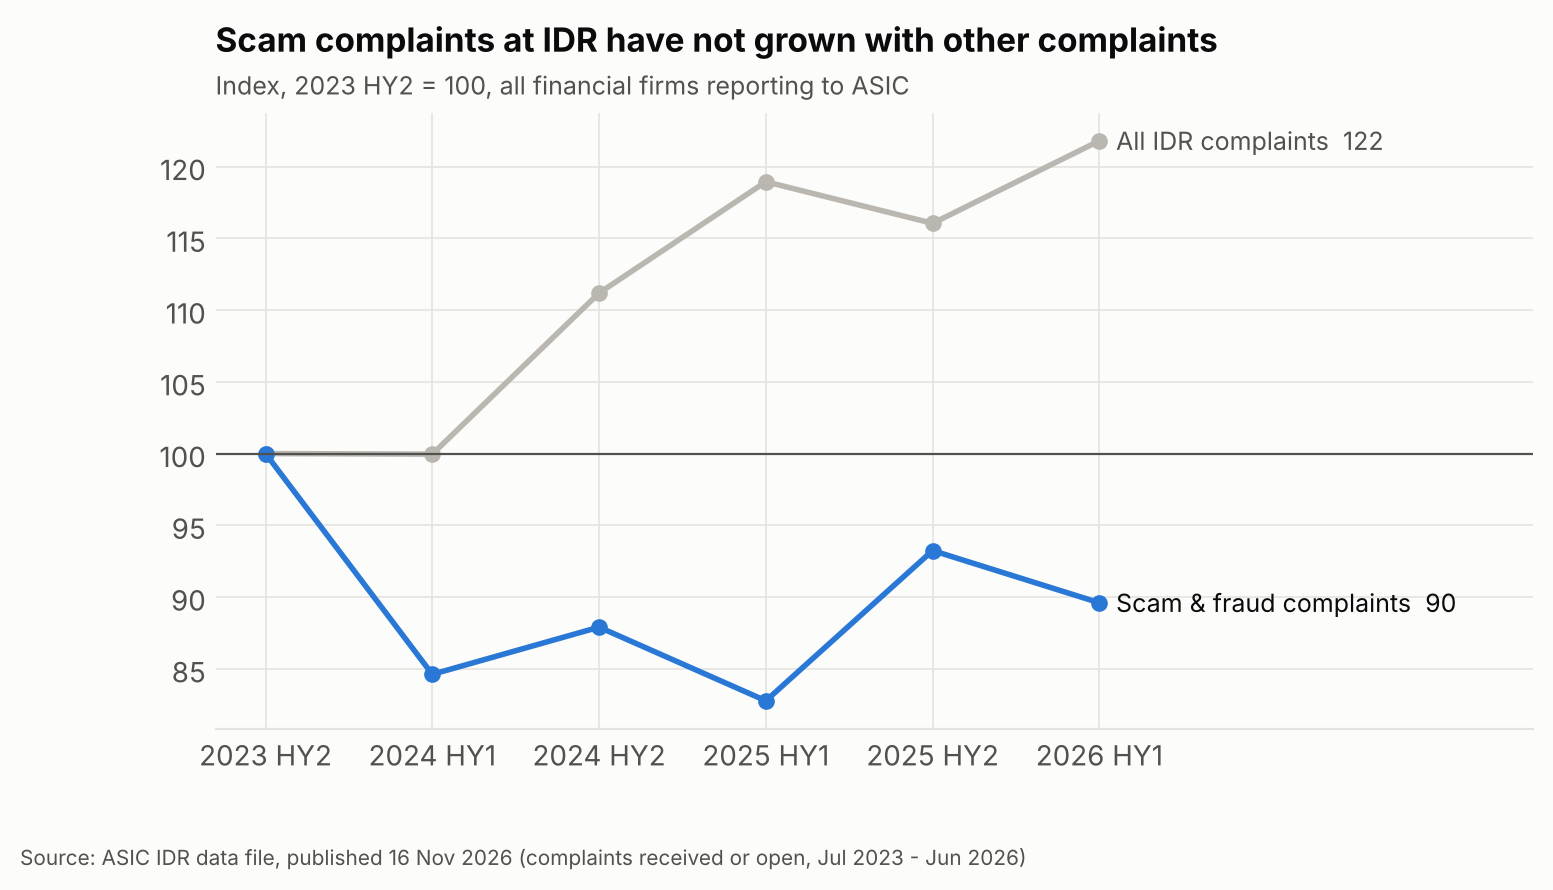 Scam complaints at IDR have not grown with other complaints
Index, 2023 HY2 = 100, all financial firms reporting to ASIC
All IDR complaints 122
120
115
110
105
100
95
90
Scam & fraud complaints 90
85
2023 HY2 2024 HY1 2024 HY2 2025 HY1 2025 HY2 2026 HY1
Source: ASIC IDR data file, published 16 Nov 2026 (complaints received or open, Jul 2023 - Jun 2026)